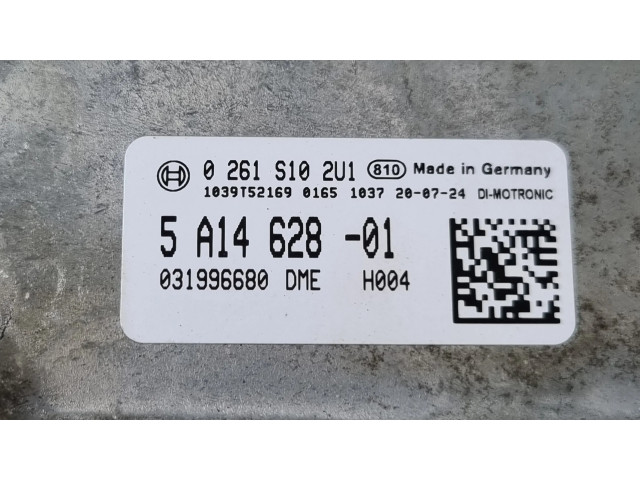 0 261 S10 2U1 810 Made in Germany
1039T52169 0165 1037 20-07-24 DI-MOTRONIC
5 A14 628 -01
031996680 DME H004